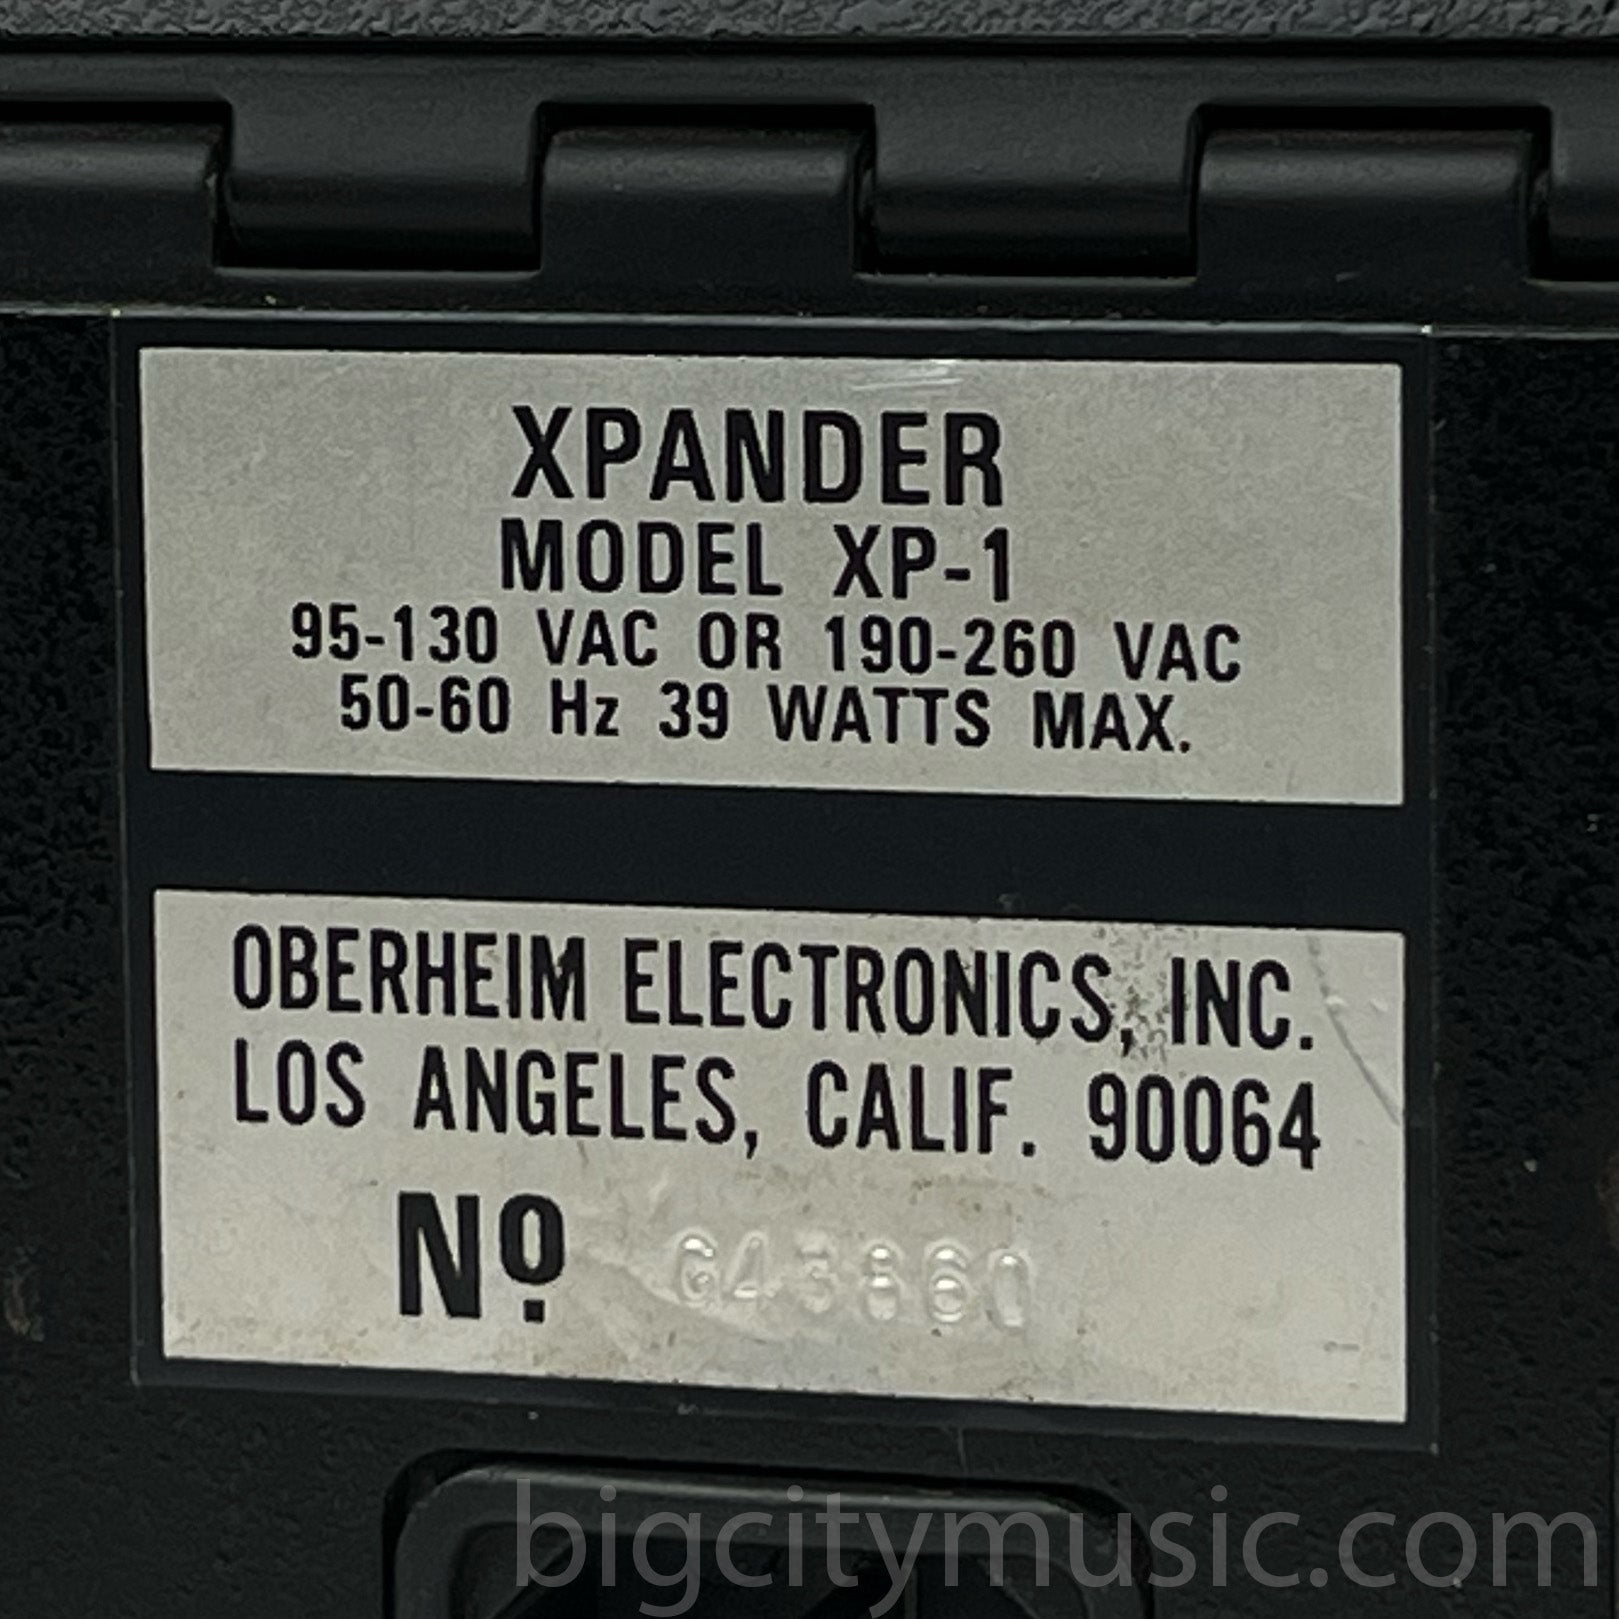 XPANDER
MODEL XP-1
95-130 VAC OR 190-260 VAC
50-60 Hz 39 WATTS MAX.
OBERHEIM ELECTRONICS, INC.
LOS ANGELES, CALIF. 90064
Nº
bigcitymusic.com